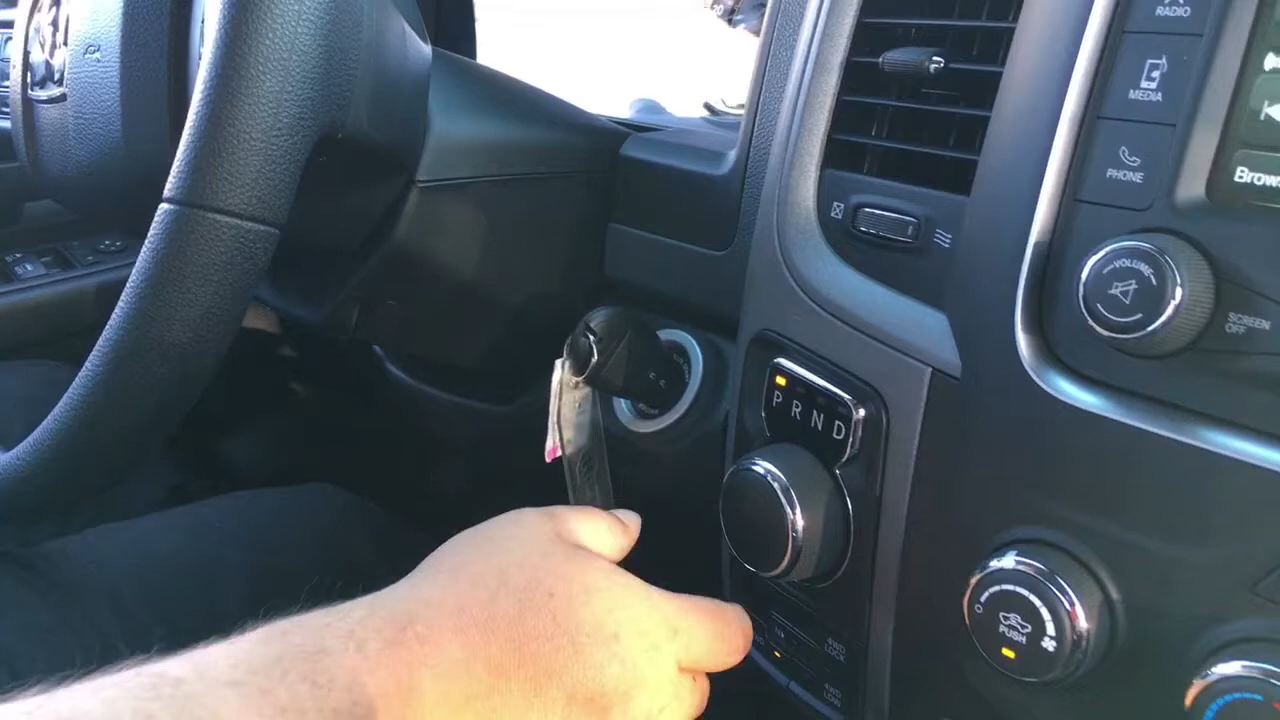 RADIO
MEDIA
PHONE
Brow
VOLUME
SCREEN
OFF
P R N D
PUSH
4WD
LOCK
4WD
LOW